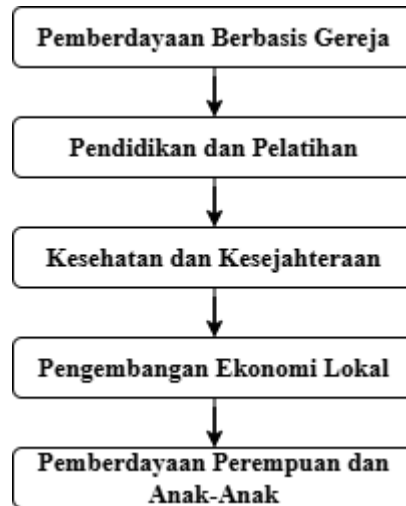 Pemberdayaan Berbasis Gereja
Pendidikan dan Pelatihan
Kesehatan dan Kesejahteraan
Pengembangan Ekonomi Lokal
Pemberdayaan Perempuan dan
Anak-Anak